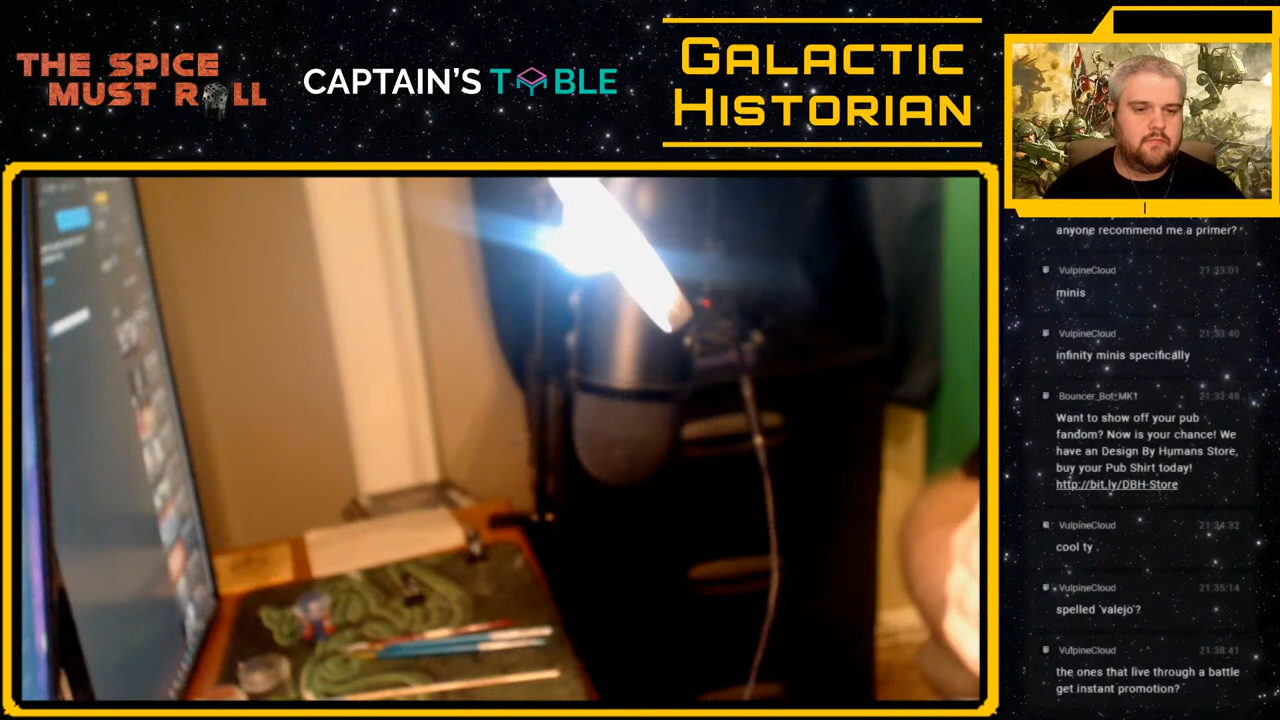 THE SPICE
MUST ROLL
CAPTAIN'S TABLE
GALACTIC
HISTORIAN
anyone recommend me a primer?
VulpineCloud 21:33:01
minis
VulpineCloud 21:33:40
infinity minis specifically
Bouncer_Bot_MK1 21:33:48
Want to show off your pub
fandom? Now is your chance! We
have an Design By Humans Store,
buy your Pub Shirt today!
http://bit.ly/DBH-Store
VulpineCloud 21:34:32
cool ty
VulpineCloud 21:35:14
spelled 'valejo'?
VulpineCloud 21:38:41
the ones that live through a battle
get instant promotion?